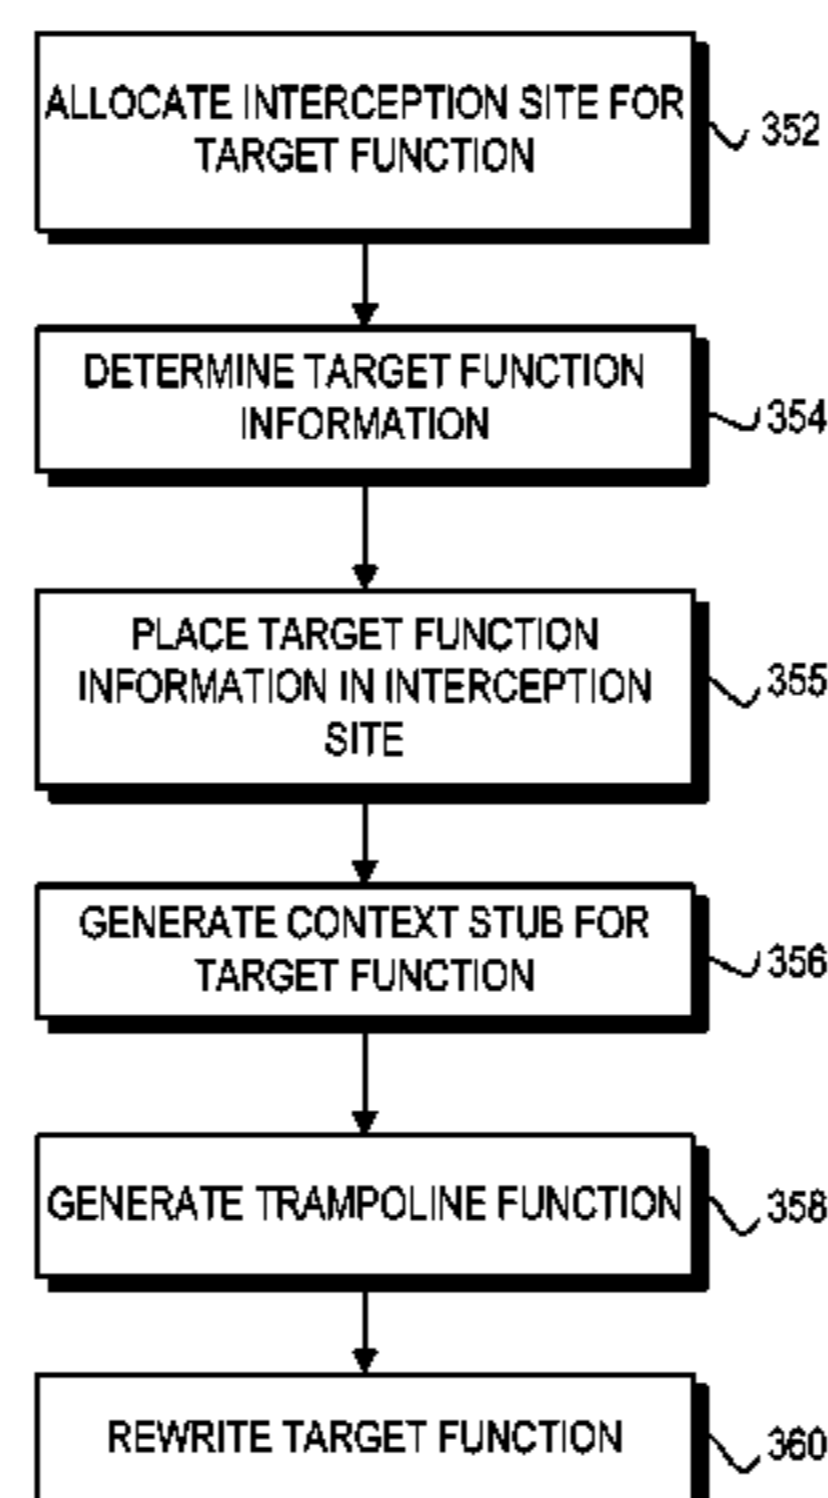 ALLOCATE INTERCEPTION SITE FOR
TARGET FUNCTION
352
DETERMINE TARGET FUNCTION
INFORMATION
354
PLACE TARGET FUNCTION
INFORMATION IN INTERCEPTION
SITE
355
GENERATE CONTEXT STUB FOR
TARGET FUNCTION
356
GENERATE TRAMPOLINE FUNCTION
358
REWRITE TARGET FUNCTION
360